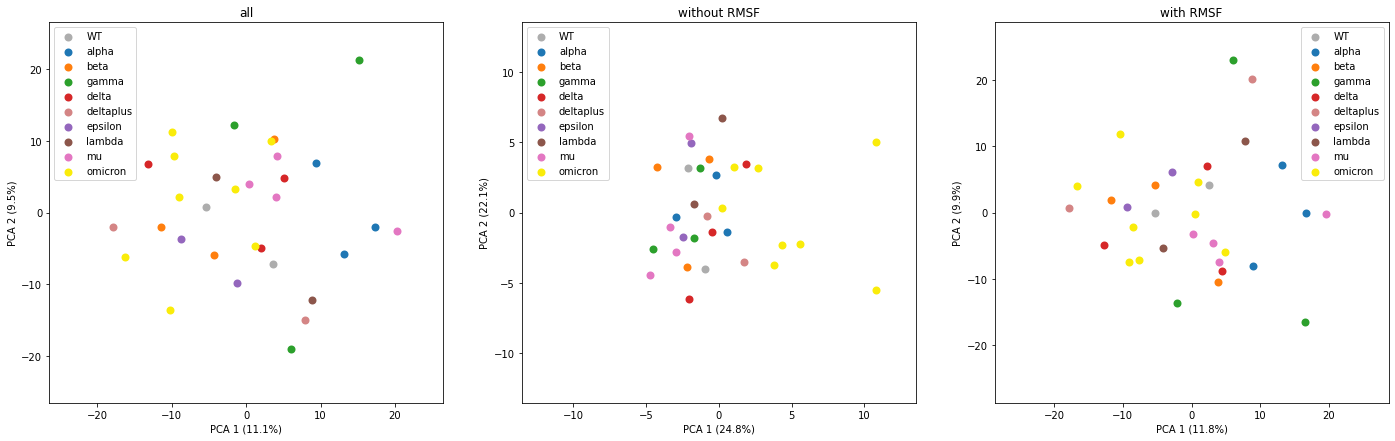 all
WT
alpha
beta
gamma
delta
deltaplus
epsilon
lambda
mu
omicron
20
10
0
−10
−20
PCA 2 (9.5%)
−20
−10
0
10
20
PCA 1 (11.1%)
without RMSF
WT
alpha
beta
gamma
delta
deltaplus
epsilon
lambda
mu
omicron
10
5
0
−5
−10
PCA 2 (22.1%)
−10
−5
0
5
10
PCA 1 (24.8%)
with RMSF
WT
alpha
beta
gamma
delta
deltaplus
epsilon
lambda
mu
omicron
20
10
0
−10
−20
PCA 2 (9.9%)
−20
−10
0
10
20
PCA 1 (11.8%)